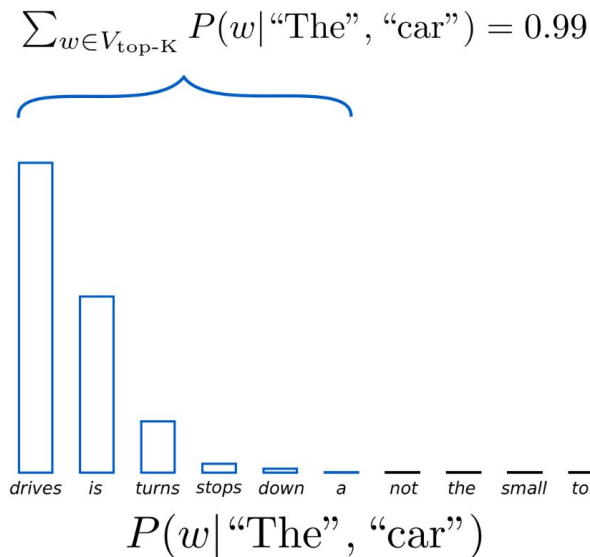 ∑w∈Vtop-K P(w|“The”, “car”) = 0.99
drives is turns stops down a not the small
P(w|“The”, “car”)